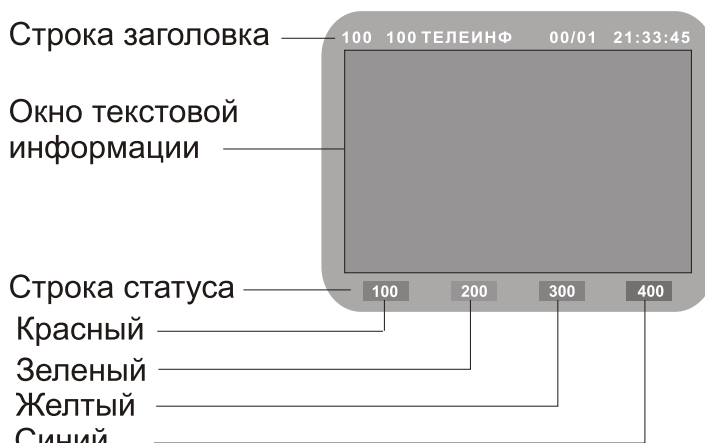 Строка заголовка
100 100 ТЕЛЕИНФ 00/01 21:33:45
Окно текстовой
информации
Строка статуса
100 200 300 400
Красный
Зеленый
Желтый
Синий